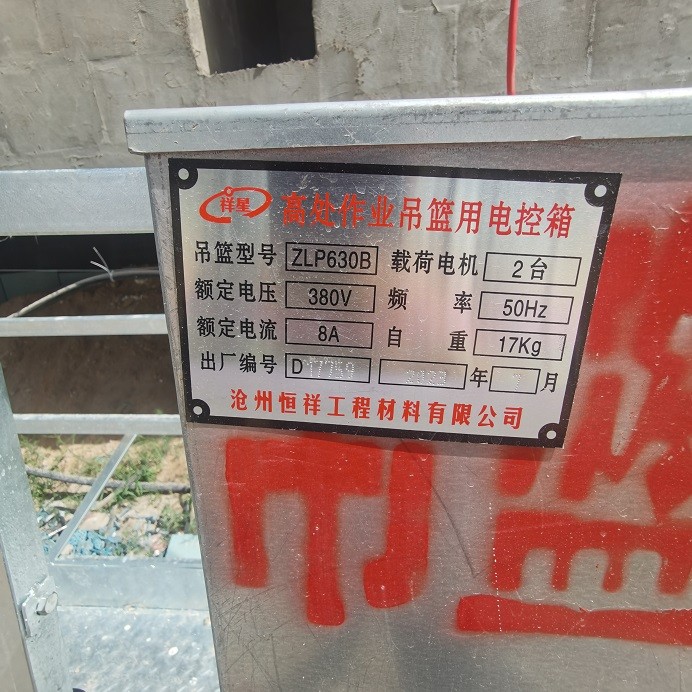 祥星 高处作业吊篮用电控箱
吊篮型号 ZLP630B 载荷电机 2台
额定电压 380V 频率 50Hz
额定电流 8A 自重 17Kg
出厂编号 D17759 年 月
沧州恒祥工程材料有限公司